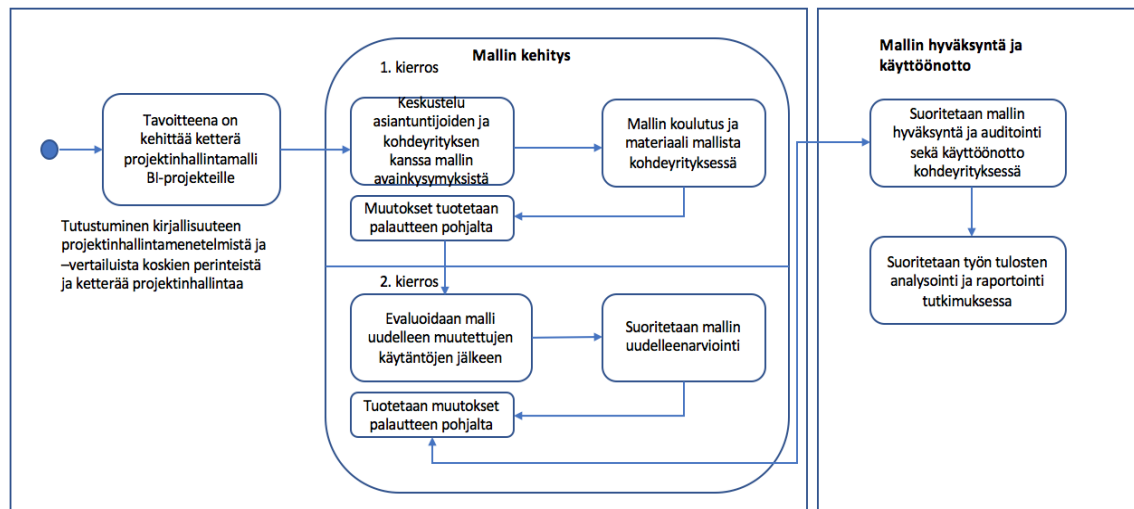 Tavoitteena on
kehittää ketterä
projektinhallintamalli
BI-projekteille
Tutustuminen kirjallisuuteen
projektinhallintamenetelmistä ja
–vertailuista koskien perinteistä
ja ketterää projektinhallintaa
Mallin kehitys
1. kierros
Keskustelu
asiantuntijoiden ja
kohdeyrityksen
kanssa mallin
avainkysymyksistä
Mallin koulutus ja
materiaali mallista
kohdeyrityksessä
Muutokset tuotetaan
palautteen pohjalta
2. kierros
Evaluoidaan malli
uudelleen muutettujen
käytäntöjen jälkeen
Suoritetaan mallin
uudelleenarviointi
Tuotetaan muutokset
palautteen pohjalta
Mallin hyväksyntä ja
käyttöönotto
Suoritetaan mallin
hyväksyntä ja auditointi
sekä käyttöönotto
kohdeyrityksessä
Suoritetaan työn tulosten
analysointi ja raportointi
tutkimuksessa